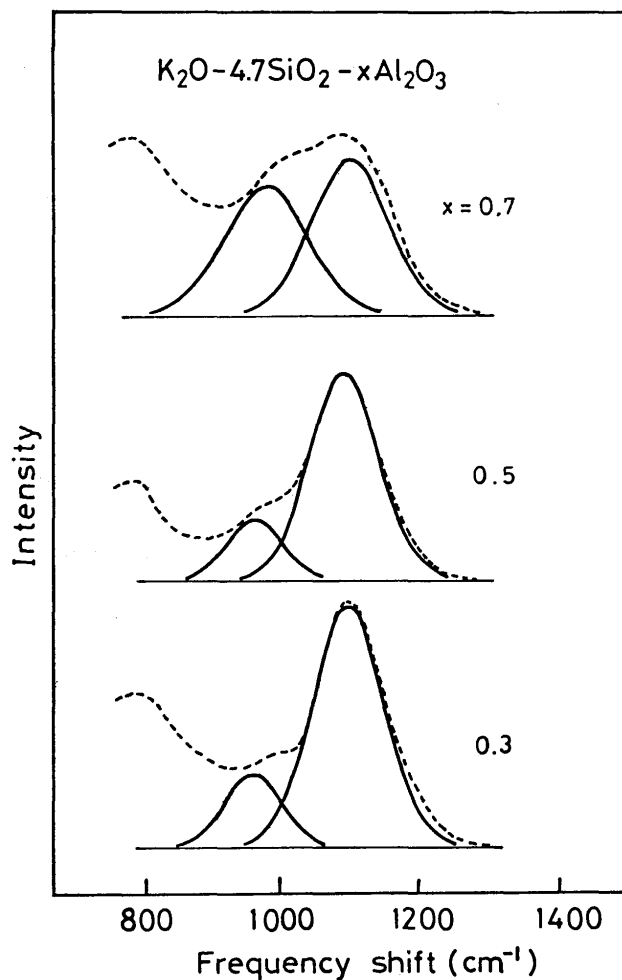 K₂O-4.7SiO₂-xAl₂O₃
x = 0.7
0.5
0.3
Intensity
800 1000 1200 1400
Frequency shift (cm⁻¹)